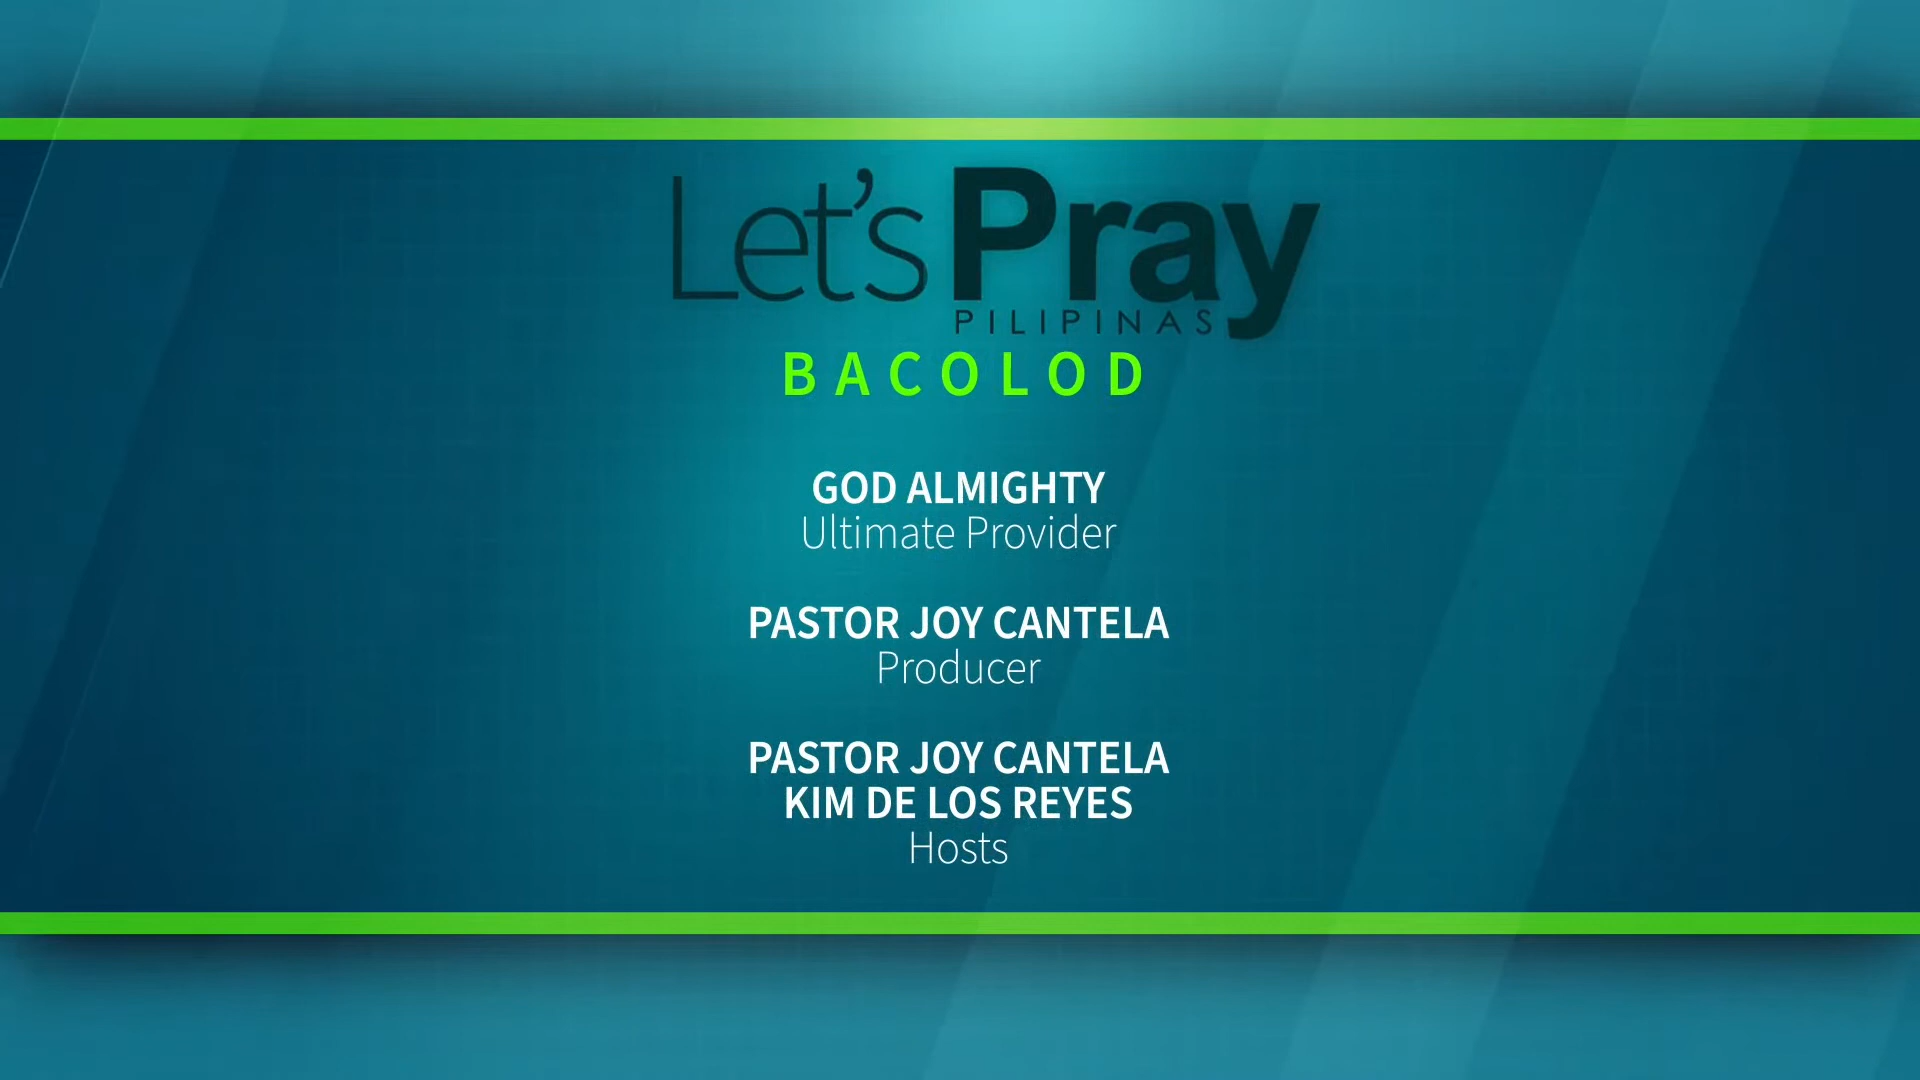 Let's Pray
PILIPINAS
BACOLOD
GOD ALMIGHTY
Ultimate Provider
PASTOR JOY CANTELA
Producer
PASTOR JOY CANTELA
KIM DE LOS REYES
Hosts